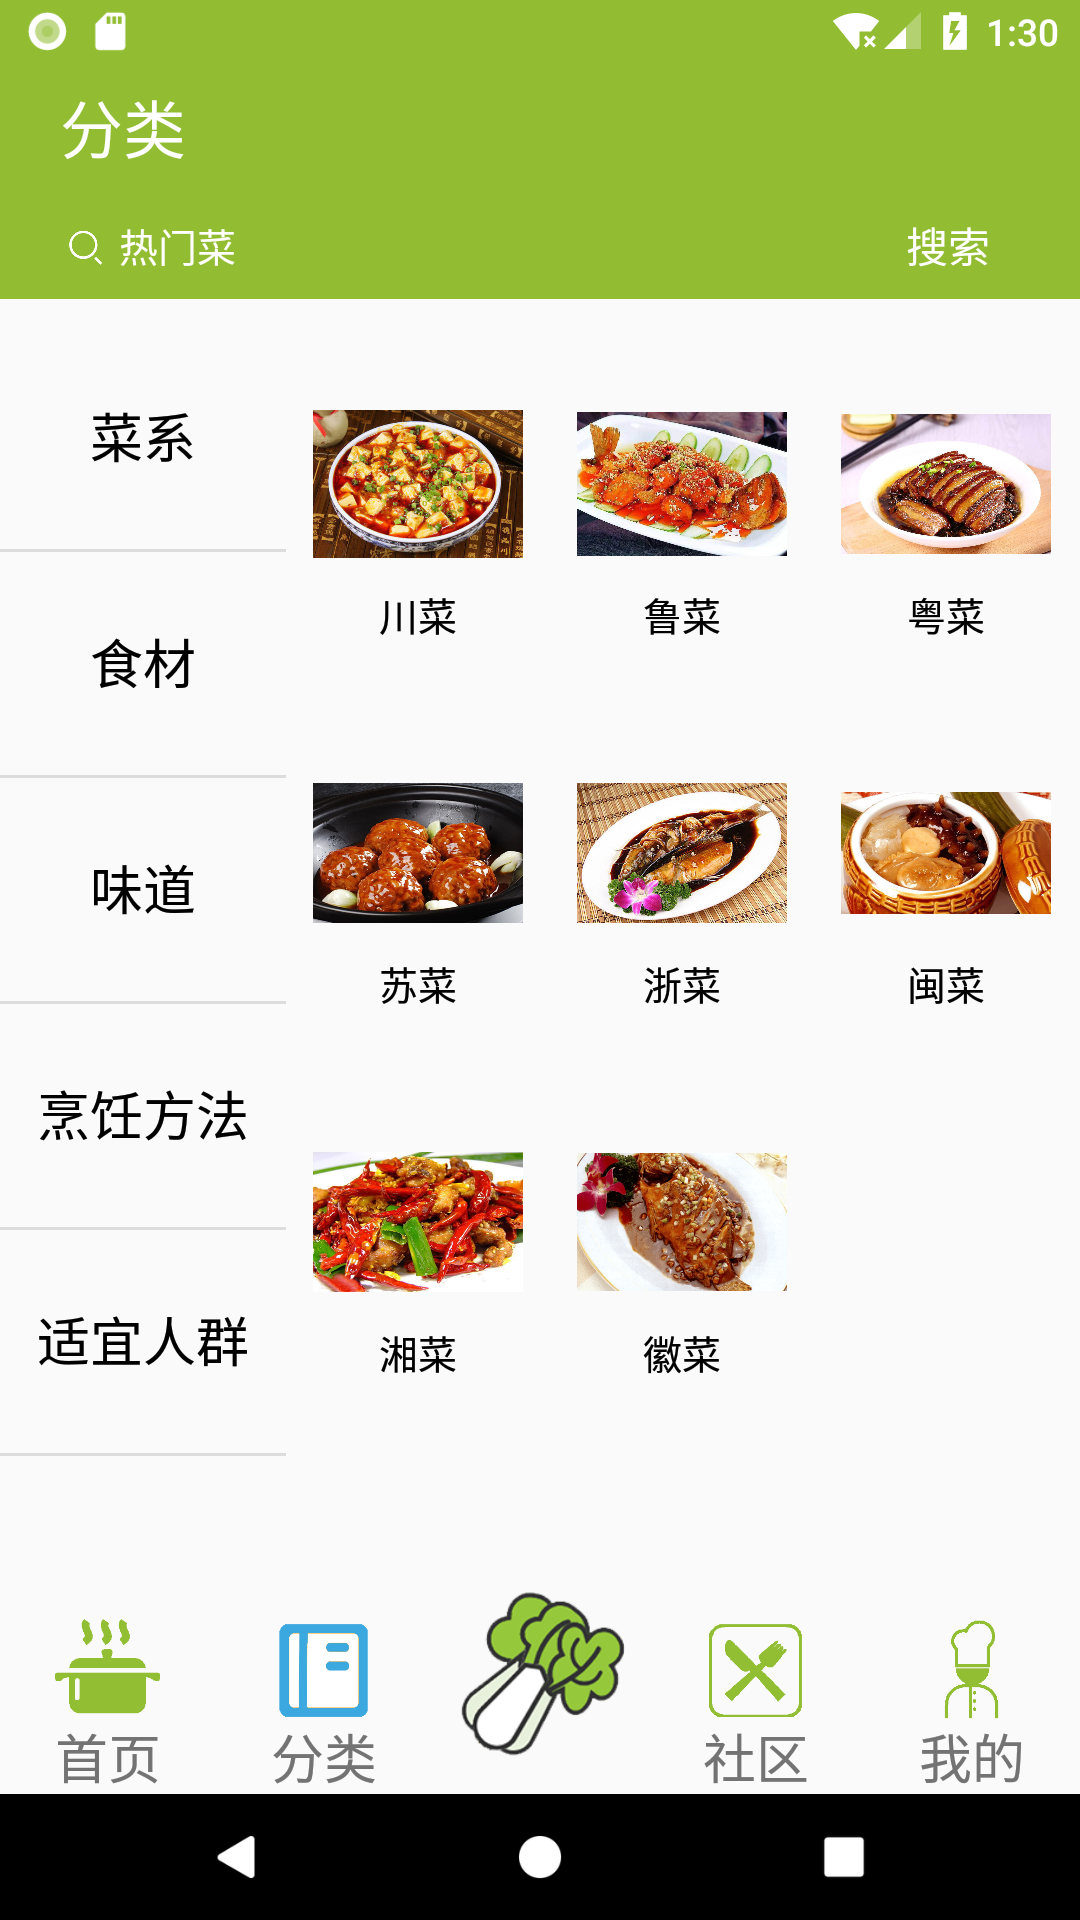 1:30
分类
热门菜 搜索
菜系
食材
味道
烹饪方法
适宜人群
川菜 鲁菜 粤菜
苏菜 浙菜 闽菜
湘菜 徽菜
首页 分类 社区 我的